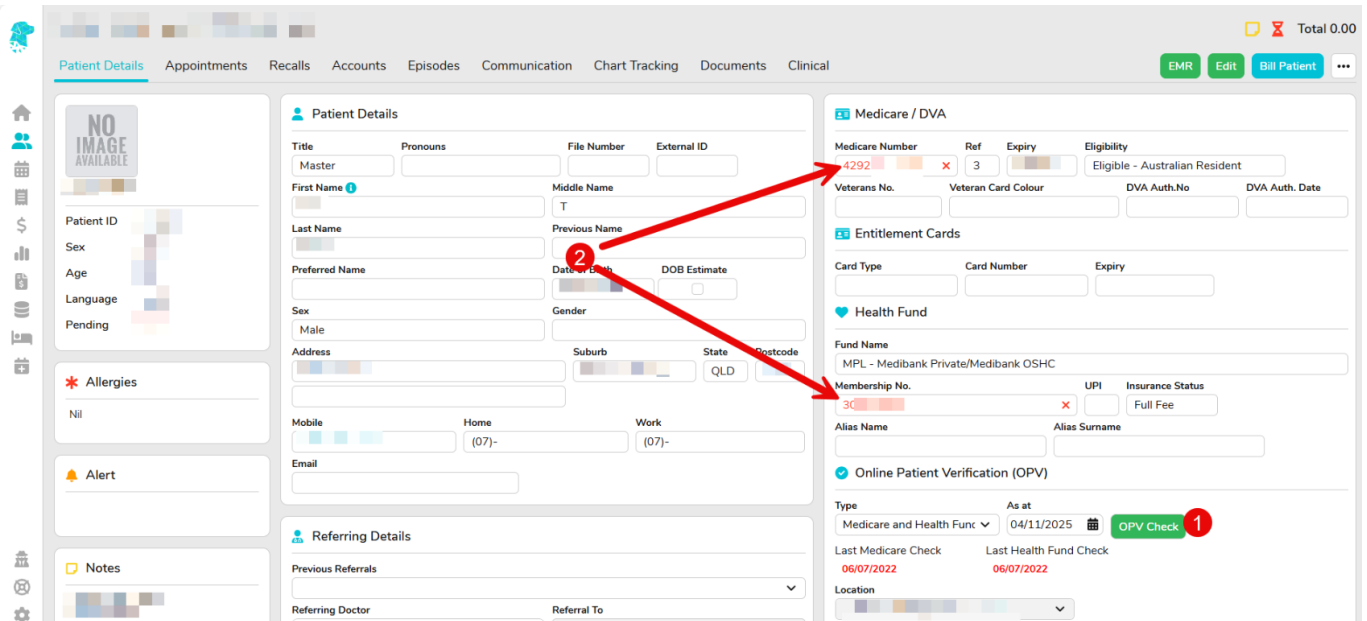 Total 0.00
Patient Details Appointments Recalls Accounts Episodes Communication Chart Tracking Documents Clinical
EMR Edit Bill Patient ...
NO
IMAGE
AVAILABLE
Patient ID
Sex
Age
Language
Pending
Allergies
Nil
Alert
Notes
Patient Details
Title Pronouns File Number External ID
Master
First Name Middle Name
T
Last Name Previous Name
2
Preferred Name Date of Birth DOB Estimate
Sex Gender
Male
Address Suburb State Postcode
QLD
Mobile Home Work
(07)- (07)-
Email
Referring Details
Previous Referrals
Referring Doctor Referral To
Medicare / DVA
Medicare Number Ref Expiry Eligibility
4292 × 3 Eligible - Australian Resident
Veterans No. Veteran Card Colour DVA Auth.No DVA Auth. Date
Entitlement Cards
Card Type Card Number Expiry
Health Fund
Fund Name
MPL - Medibank Private/Medibank OSHC
Membership No. UPI Insurance Status
30 × Full Fee
Alias Name Alias Surname
Online Patient Verification (OPV)
Type As at
Medicare and Health Func 04/11/2025 OPV Check 1
Last Medicare Check Last Health Fund Check
06/07/2022 06/07/2022
Location